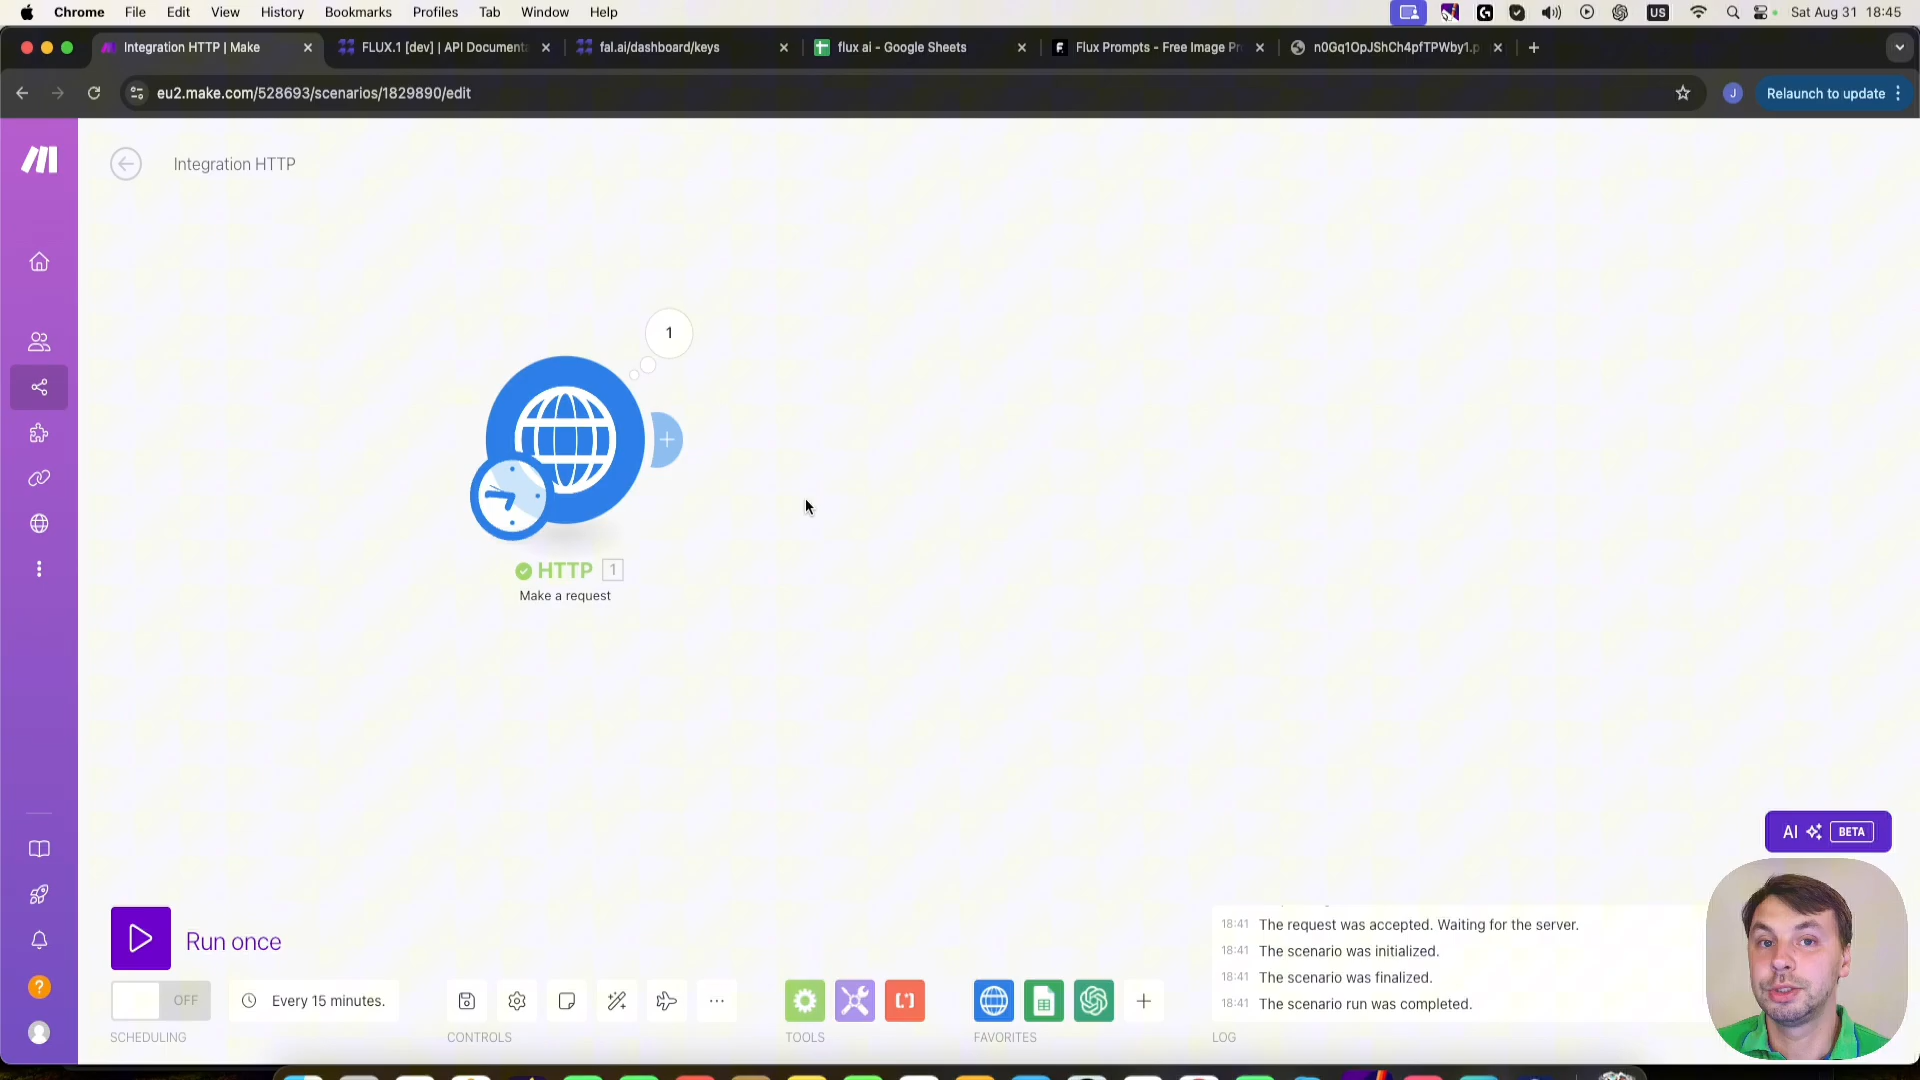 Chrome File Edit View History Bookmarks Profiles Tab Window Help US Sat Aug 31 18:45
Integration HTTP | Make FLUX.1 [dev] | API Documenta fal.ai/dashboard/keys flux ai - Google Sheets Flux Prompts - Free Image Pr n0Gq1OpJShCh4pfTPWby1.p
eu2.make.com/528693/scenarios/1829890/edit J Relaunch to update
Integration HTTP
1
HTTP 1
Make a request
AI BETA
Run once
18:41 The request was accepted. Waiting for the server.
18:41 The scenario was initialized.
18:41 The scenario was finalized.
18:41 The scenario run was completed.
OFF Every 15 minutes.
SCHEDULING CONTROLS TOOLS FAVORITES LOG